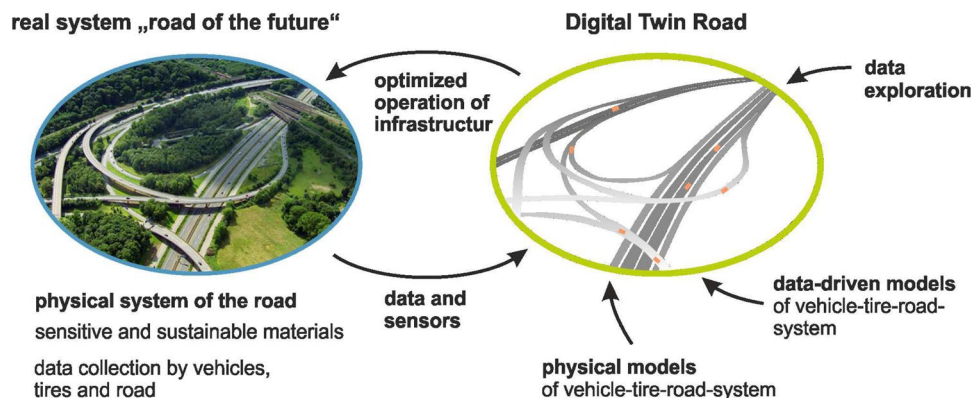 real system „road of the future“
Digital Twin Road
optimized
operation of
infrastructur
data
exploration
physical system of the road
sensitive and sustainable materials
data collection by vehicles,
tires and road
data and
sensors
data-driven models
of vehicle-tire-road-
system
physical models
of vehicle-tire-road-system